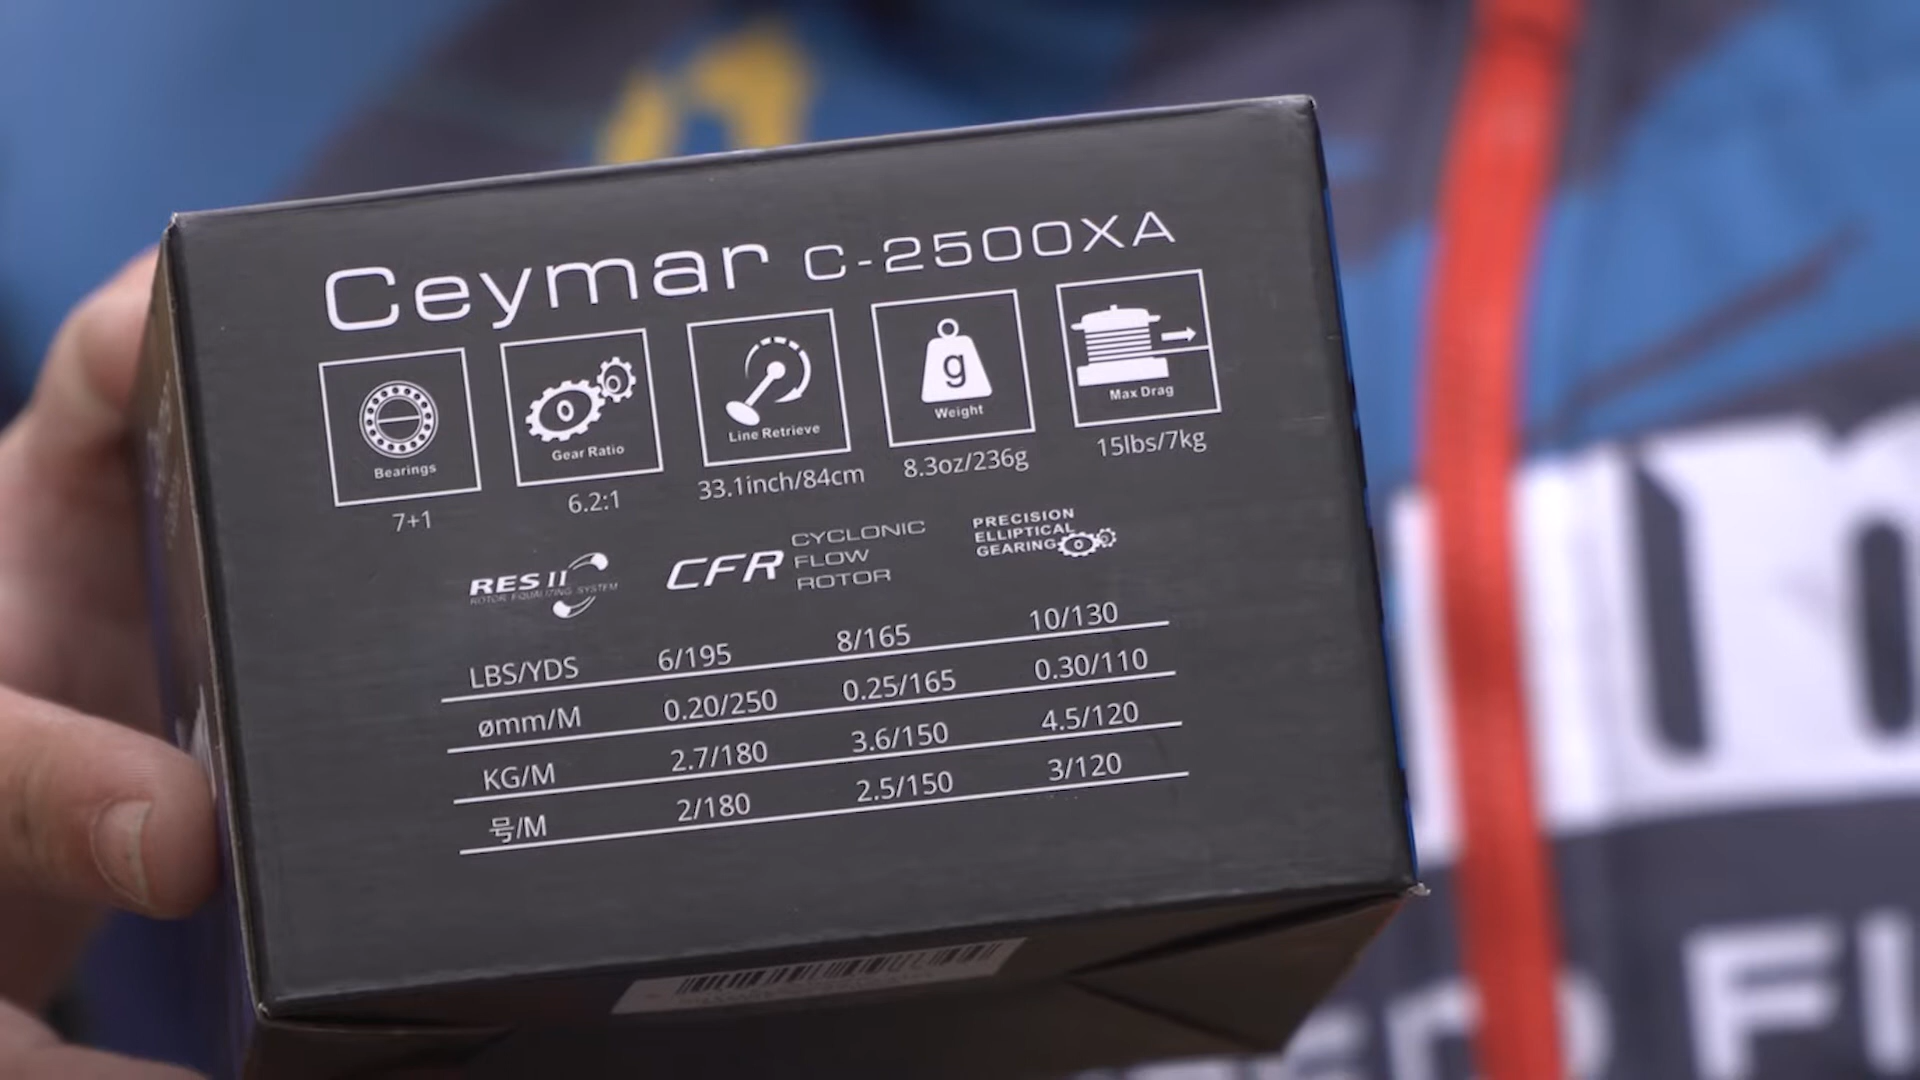 Ceymar C-2500XA
Bearings
Gear Ratio
Line Retrieve
g
Weight
Max Drag
7+1
6.2:1
33.1inch/84cm
8.3oz/236g
15lbs/7kg
RES II
ROTOR EQUALIZING SYSTEM
CFR
CYCLONIC
FLOW
ROTOR
PRECISION
ELLIPTICAL
GEARING
LBS/YDS 6/195 8/165 10/130
ømm/M 0.20/250 0.25/165 0.30/110
KG/M 2.7/180 3.6/150 4.5/120
号/M 2/180 2.5/150 3/120